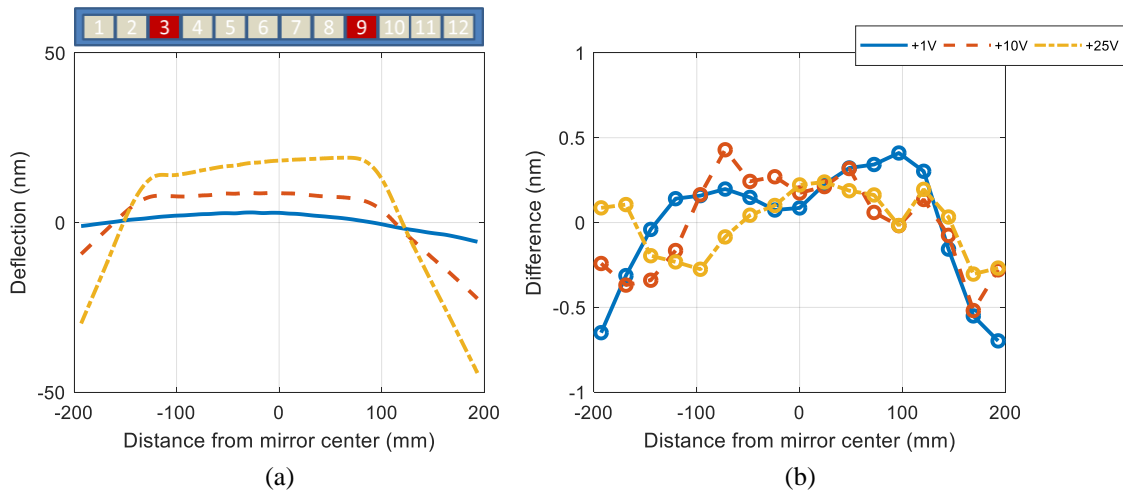 1 2 3 4 5 6 7 8 9 10 11 12
+1V +10V +25V
50
0
-50
Deflection (nm)
-200 -100 0 100 200
Distance from mirror center (mm)
(a)
1
0.5
0
-0.5
-1
Difference (nm)
-200 -100 0 100 200
Distance from mirror center (mm)
(b)